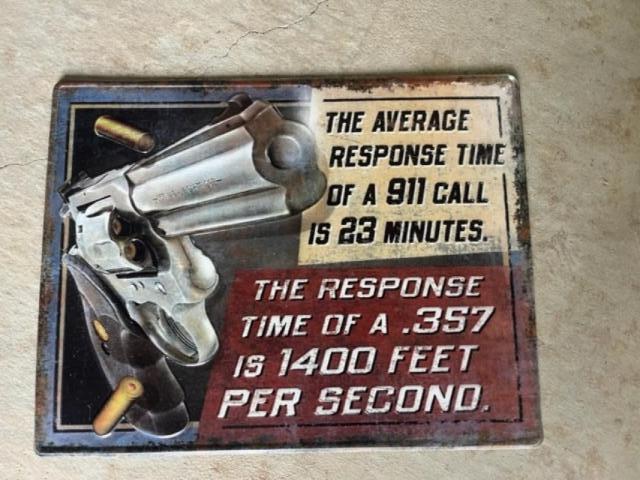 THE AVERAGE
RESPONSE TIME
OF A 911 CALL
IS 23 MINUTES.
THE RESPONSE
TIME OF A .357
IS 1400 FEET
PER SECOND.